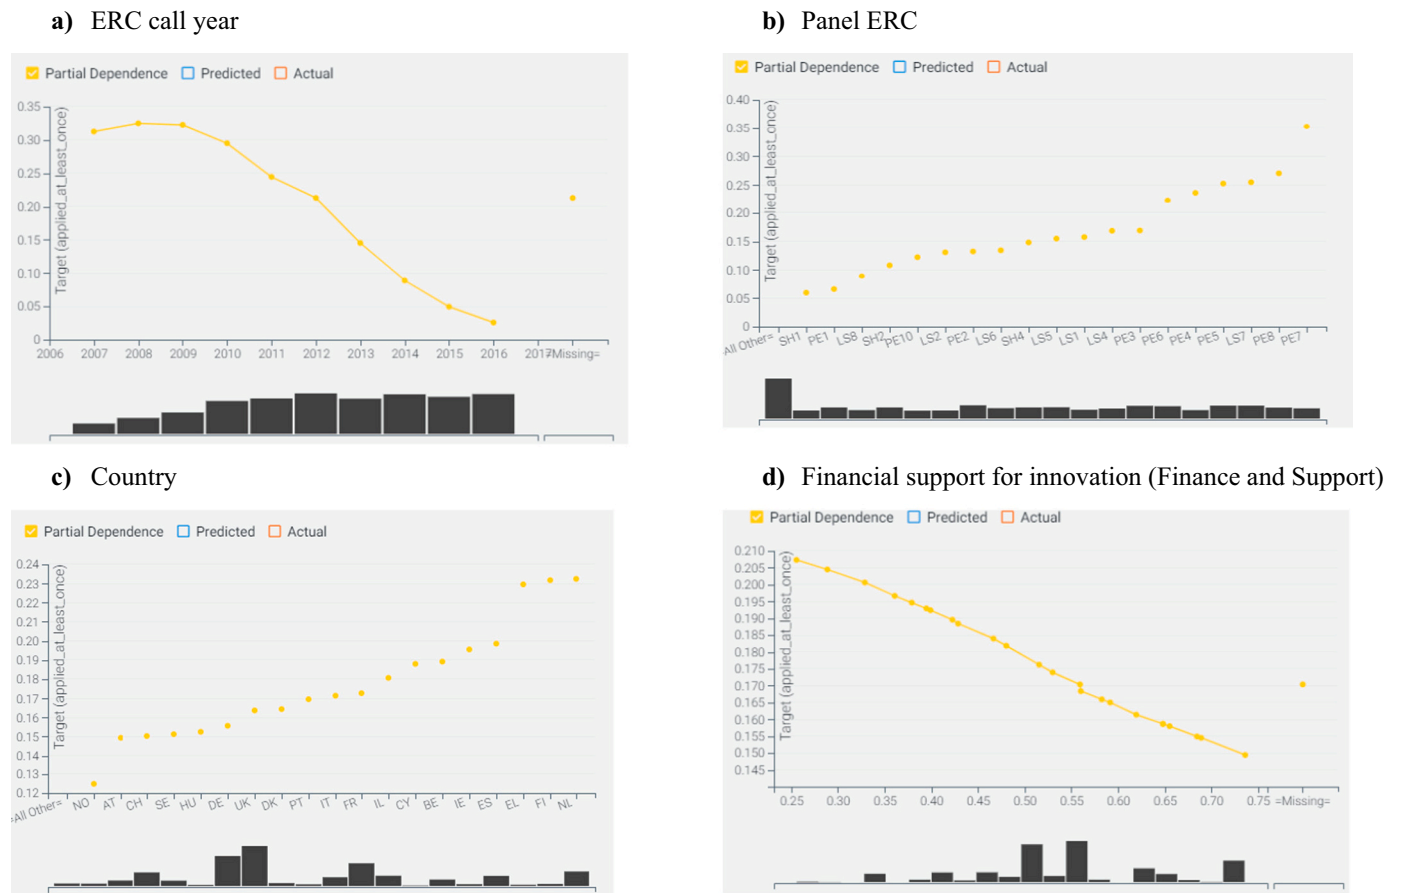 a) ERC call year
Partial Dependence Predicted Actual
Target (applied_at_least_once)
0.35
0.30
0.25
0.20
0.15
0.10
0.05
0
2006 2007 2008 2009 2010 2011 2012 2013 2014 2015 2016 2017 =Missing=
b) Panel ERC
Partial Dependence Predicted Actual
Target (applied_at_least_once)
0.40
0.35
0.30
0.25
0.20
0.15
0.10
0.05
0
All Other= SH1 PE1 LS8 SH2 PE10 LS2 PE2 LS6 SH4 LS5 LS1 LS4 PE3 PE6 PE4 PE5 LS7 PE8 PE7
c) Country
Partial Dependence Predicted Actual
Target (applied_at_least_once)
0.24
0.23
0.22
0.21
0.20
0.19
0.18
0.17
0.16
0.15
0.14
0.13
0.12
=All Other= NO AT CH SE HU DE UK DK PT IT FR IL CY BE IE ES EL FI NL
d) Financial support for innovation (Finance and Support)
Partial Dependence Predicted Actual
Target (applied_at_least_once)
0.210
0.205
0.200
0.195
0.190
0.185
0.180
0.175
0.170
0.165
0.160
0.155
0.150
0.145
0.25 0.30 0.35 0.40 0.45 0.50 0.55 0.60 0.65 0.70 0.75 =Missing=